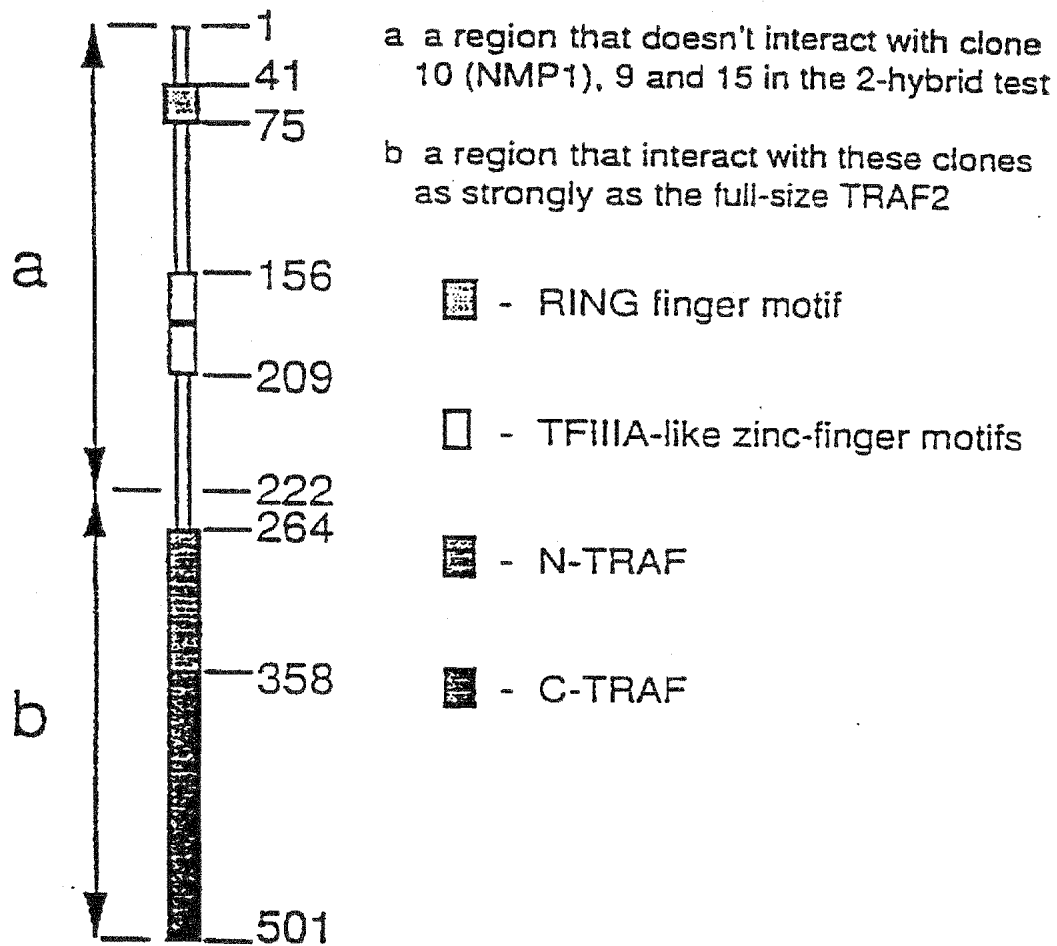 1
41
75
156
209
222
264
358
501
a
b
a a region that doesn't interact with clone
10 (NMP1), 9 and 15 in the 2-hybrid test
b a region that interact with these clones
as strongly as the full-size TRAF2
- RING finger motif
- TFIIIA-like zinc-finger motifs
- N-TRAF
- C-TRAF